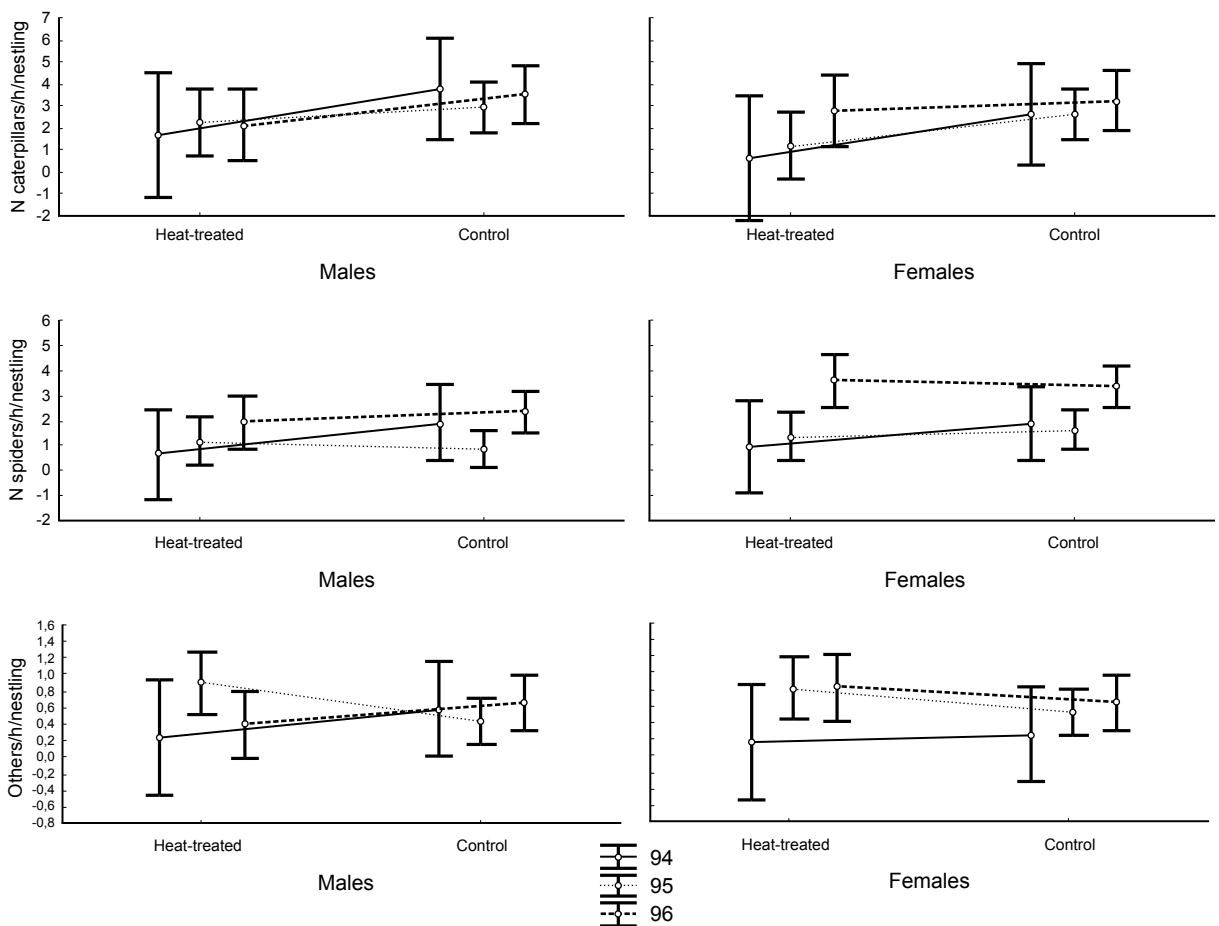 7
6
5
4
3
2
1
0
-1
-2
N caterpillars/h/nestling
Heat-treated Control
Males
Heat-treated Control
Females
6
5
4
3
2
1
0
-1
-2
N spiders/h/nestling
Heat-treated Control
Males
Heat-treated Control
Females
1,6
1,4
1,2
1,0
0,8
0,6
0,4
0,2
0,0
-0,2
-0,4
-0,6
-0,8
Others/h/nestling
Heat-treated Control
Males
Heat-treated Control
Females
94
95
96